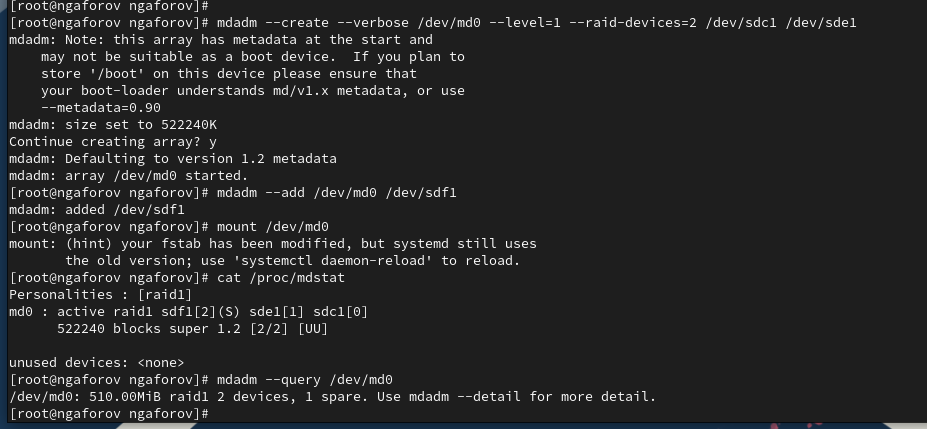 [root@ngaforov ngaforov]#
[root@ngaforov ngaforov]# mdadm --create --verbose /dev/md0 --level=1 --raid-devices=2 /dev/sdc1 /dev/sde1
mdadm: Note: this array has metadata at the start and
    may not be suitable as a boot device.  If you plan to
    store '/boot' on this device please ensure that
    your boot-loader understands md/v1.x metadata, or use
    --metadata=0.90
mdadm: size set to 522240K
Continue creating array? y
mdadm: Defaulting to version 1.2 metadata
mdadm: array /dev/md0 started.
[root@ngaforov ngaforov]# mdadm --add /dev/md0 /dev/sdf1
mdadm: added /dev/sdf1
[root@ngaforov ngaforov]# mount /dev/md0
mount: (hint) your fstab has been modified, but systemd still uses
       the old version; use 'systemctl daemon-reload' to reload.
[root@ngaforov ngaforov]# cat /proc/mdstat
Personalities : [raid1]
md0 : active raid1 sdf1[2](S) sde1[1] sdc1[0]
      522240 blocks super 1.2 [2/2] [UU]

unused devices: <none>
[root@ngaforov ngaforov]# mdadm --query /dev/md0
/dev/md0: 510.00MiB raid1 2 devices, 1 spare. Use mdadm --detail for more detail.
[root@ngaforov ngaforov]#